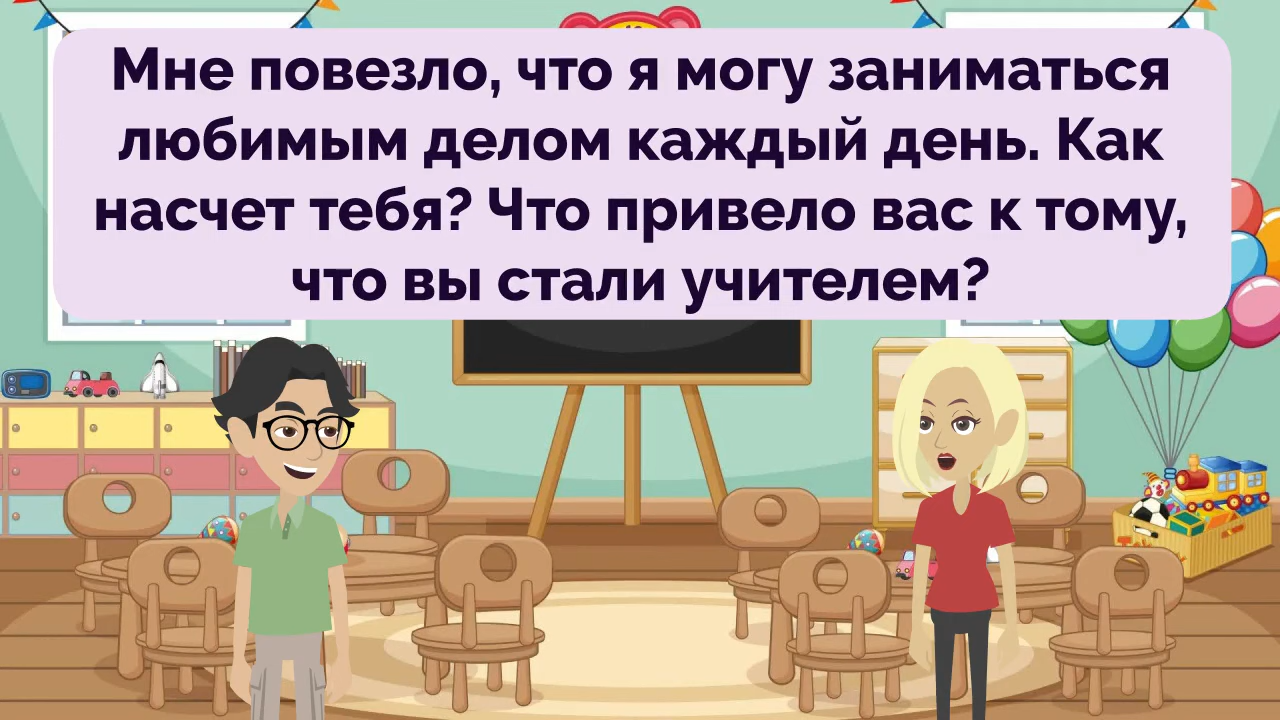 Мне повезло, что я могу заниматься
любимым делом каждый день. Как
насчет тебя? Что привело вас к тому,
что вы стали учителем?